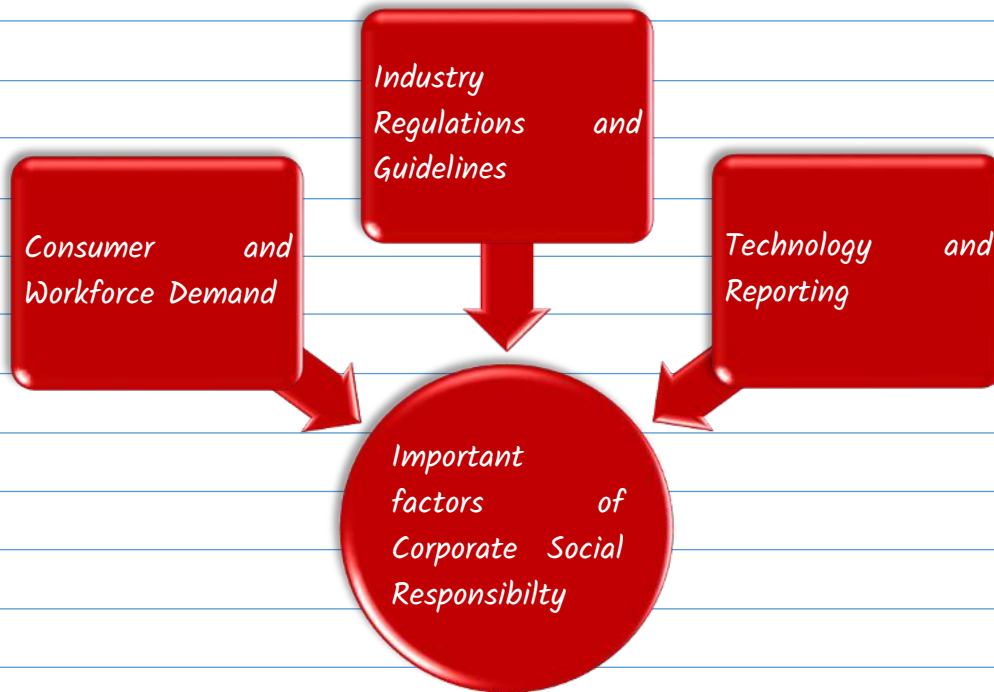 Industry
Regulations and
Guidelines
Consumer and
Workforce Demand
Technology and
Reporting
Important
factors of
Corporate Social
Responsibilty